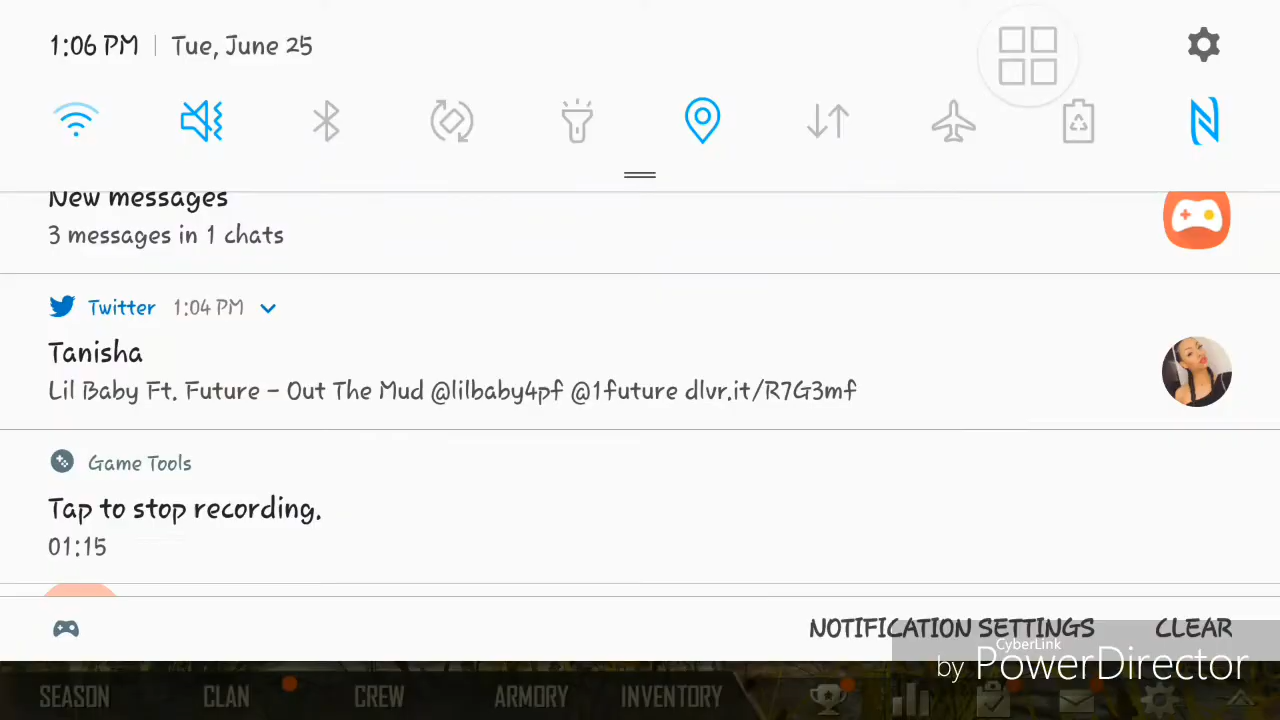 1:06 PM | Tue, June 25
New messages
3 messages in 1 chats
Twitter 1:04 PM
Tanisha
Lil Baby Ft. Future - Out The Mud @lilbaby4pf @1future dlvr.it/R7G3mf
Game Tools
Tap to stop recording.
01:15
NOTIFICATION SETTINGS CLEAR
CyberLink
by PowerDirector
SEASON CLAN CREW ARMORY INVENTORY